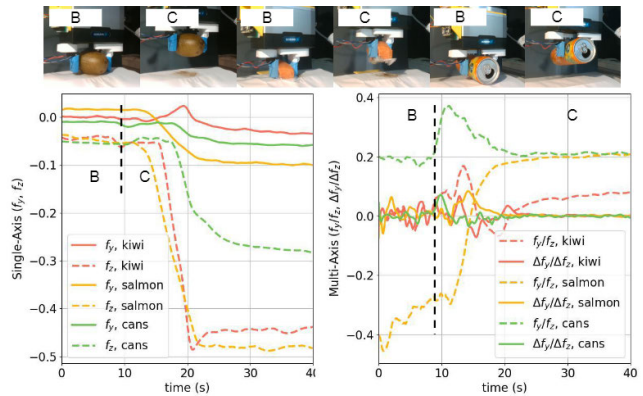 B C B C B C
0.0
−0.1
−0.2
−0.3
−0.4
−0.5
Single-Axis (f_y, f_z)
B C
f_y, kiwi
f_z, kiwi
f_y, salmon
f_z, salmon
f_y, cans
f_z, cans
0 10 20 30 40
time (s)
0.4
0.2
0.0
−0.2
−0.4
Multi-Axis (f_y/f_z, Δf_y/Δf_z)
B C
f_y/f_z, kiwi
Δf_y/Δf_z, kiwi
f_y/f_z, salmon
Δf_y/Δf_z, salmon
f_y/f_z, cans
Δf_y/Δf_z, cans
0 10 20 30 40
time (s)